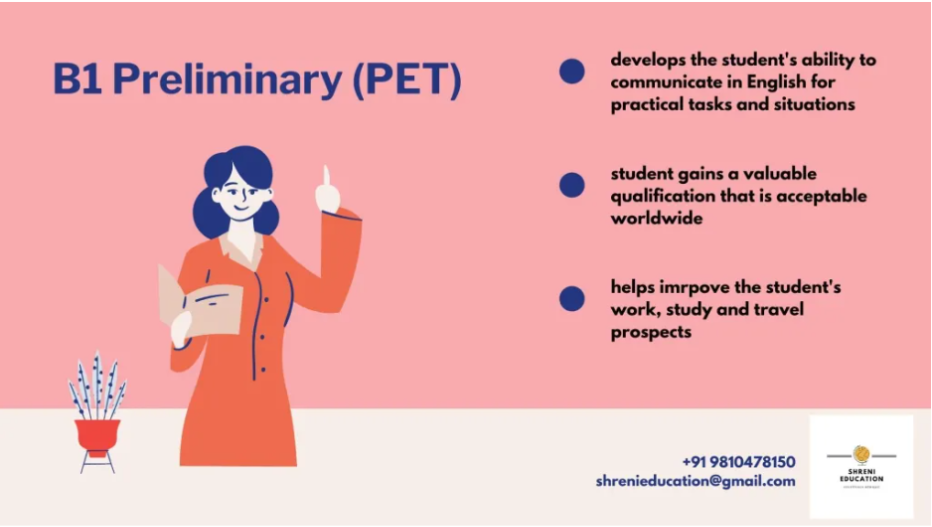 B1 Preliminary (PET)
develops the student's ability to
communicate in English for
practical tasks and situations
student gains a valuable
qualification that is acceptable
worldwide
helps imrpove the student's
work, study and travel
prospects
+91 9810478150
shrenieducation@gmail.com
SHRENI
EDUCATION